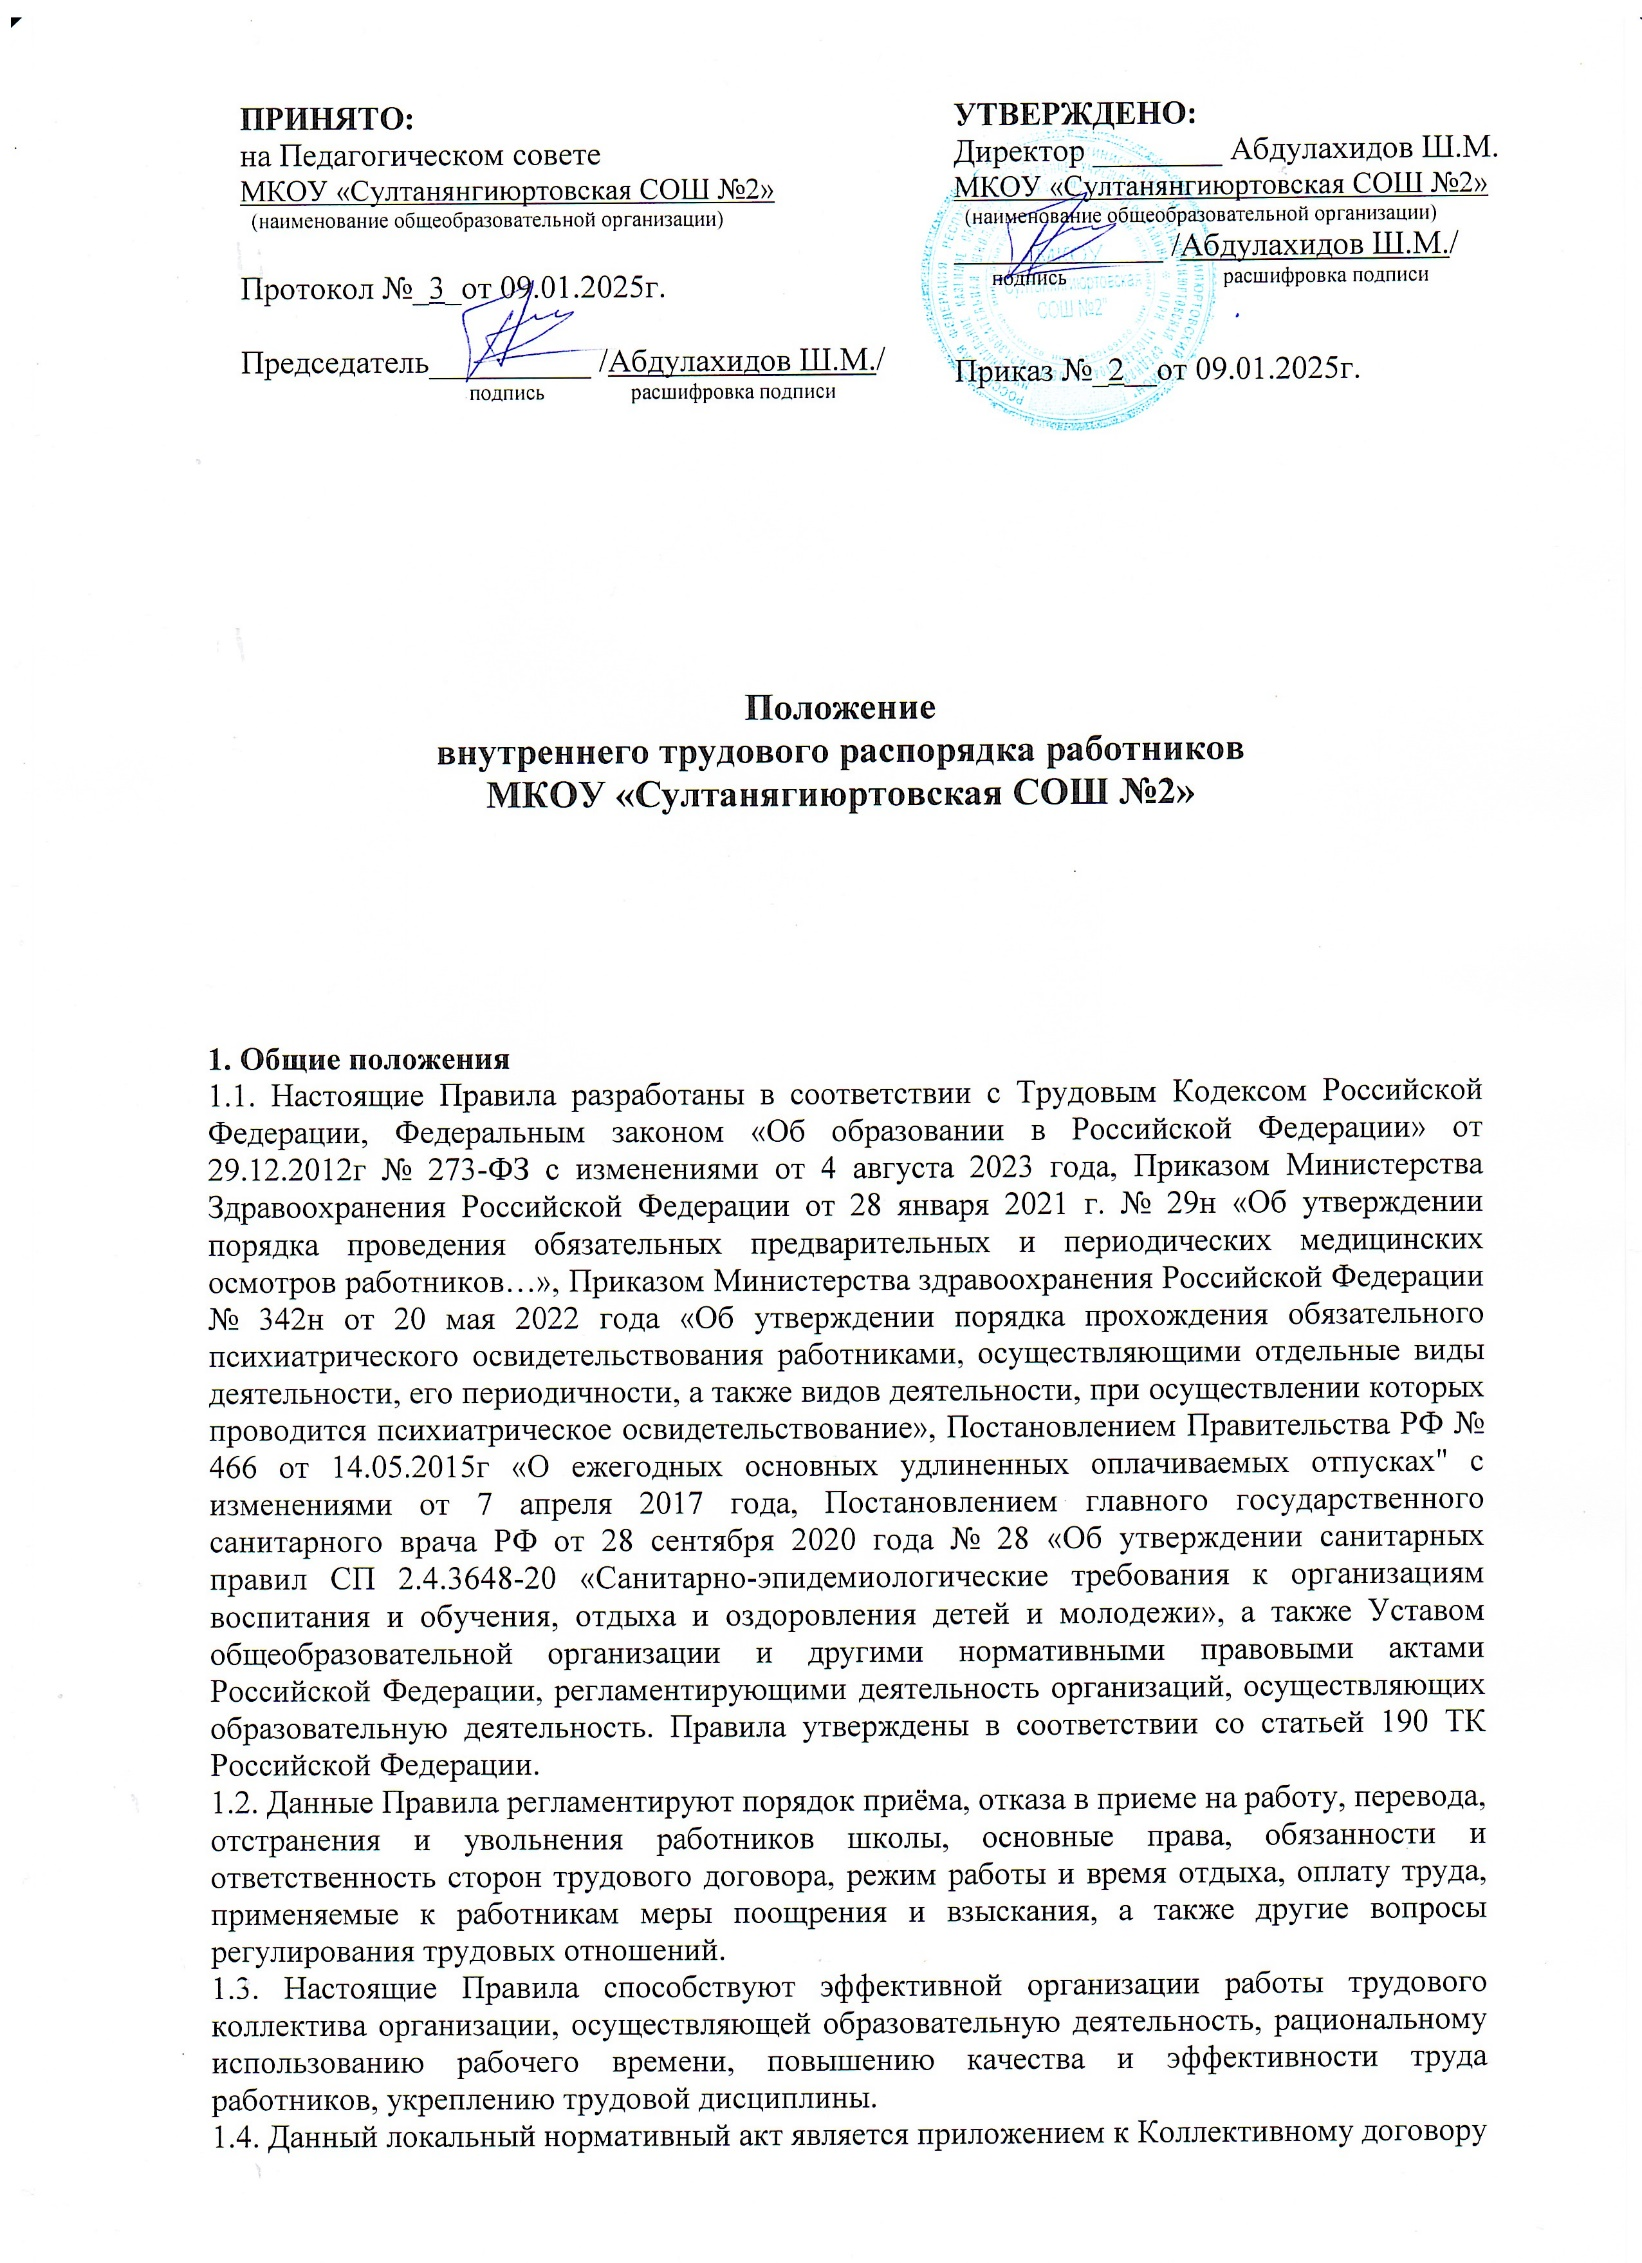 ПРИНЯТО:
на Педагогическом совете
МКОУ «Султанянгиюртовская СОШ №2»
(наименование общеобразовательной организации)
Протокол №_3_от 09.01.2025г.
Председатель__________ /Абдулахидов Ш.М./
подпись расшифровка подписи
УТВЕРЖДЕНО:
Директор ________ Абдулахидов Ш.М.
МКОУ «Султанянгиюртовская СОШ №2»
(наименование общеобразовательной организации)
_____________ /Абдулахидов Ш.М./
подпись расшифровка подписи
СОШ №2"
Приказ №_2__от 09.01.2025г.
Положение
внутреннего трудового распорядка работников
МКОУ «Султанягиюртовская СОШ №2»
1. Общие положения
1.1. Настоящие Правила разработаны в соответствии с Трудовым Кодексом Российской
Федерации, Федеральным законом «Об образовании в Российской Федерации» от
29.12.2012г № 273-ФЗ с изменениями от 4 августа 2023 года, Приказом Министерства
Здравоохранения Российской Федерации от 28 января 2021 г. № 29н «Об утверждении
порядка проведения обязательных предварительных и периодических медицинских
осмотров работников…», Приказом Министерства здравоохранения Российской Федерации
№ 342н от 20 мая 2022 года «Об утверждении порядка прохождения обязательного
психиатрического освидетельствования работниками, осуществляющими отдельные виды
деятельности, его периодичности, а также видов деятельности, при осуществлении которых
проводится психиатрическое освидетельствование», Постановлением Правительства РФ №
466 от 14.05.2015г «О ежегодных основных удлиненных оплачиваемых отпусках" с
изменениями от 7 апреля 2017 года, Постановлением главного государственного
санитарного врача РФ от 28 сентября 2020 года № 28 «Об утверждении санитарных
правил СП 2.4.3648-20 «Санитарно-эпидемиологические требования к организациям
воспитания и обучения, отдыха и оздоровления детей и молодежи», а также Уставом
общеобразовательной организации и другими нормативными правовыми актами
Российской Федерации, регламентирующими деятельность организаций, осуществляющих
образовательную деятельность. Правила утверждены в соответствии со статьей 190 ТК
Российской Федерации.
1.2. Данные Правила регламентируют порядок приёма, отказа в приеме на работу, перевода,
отстранения и увольнения работников школы, основные права, обязанности и
ответственность сторон трудового договора, режим работы и время отдыха, оплату труда,
применяемые к работникам меры поощрения и взыскания, а также другие вопросы
регулирования трудовых отношений.
1.3. Настоящие Правила способствуют эффективной организации работы трудового
коллектива организации, осуществляющей образовательную деятельность, рациональному
использованию рабочего времени, повышению качества и эффективности труда
работников, укреплению трудовой дисциплины.
1.4. Данный локальный нормативный акт является приложением к Коллективному договору